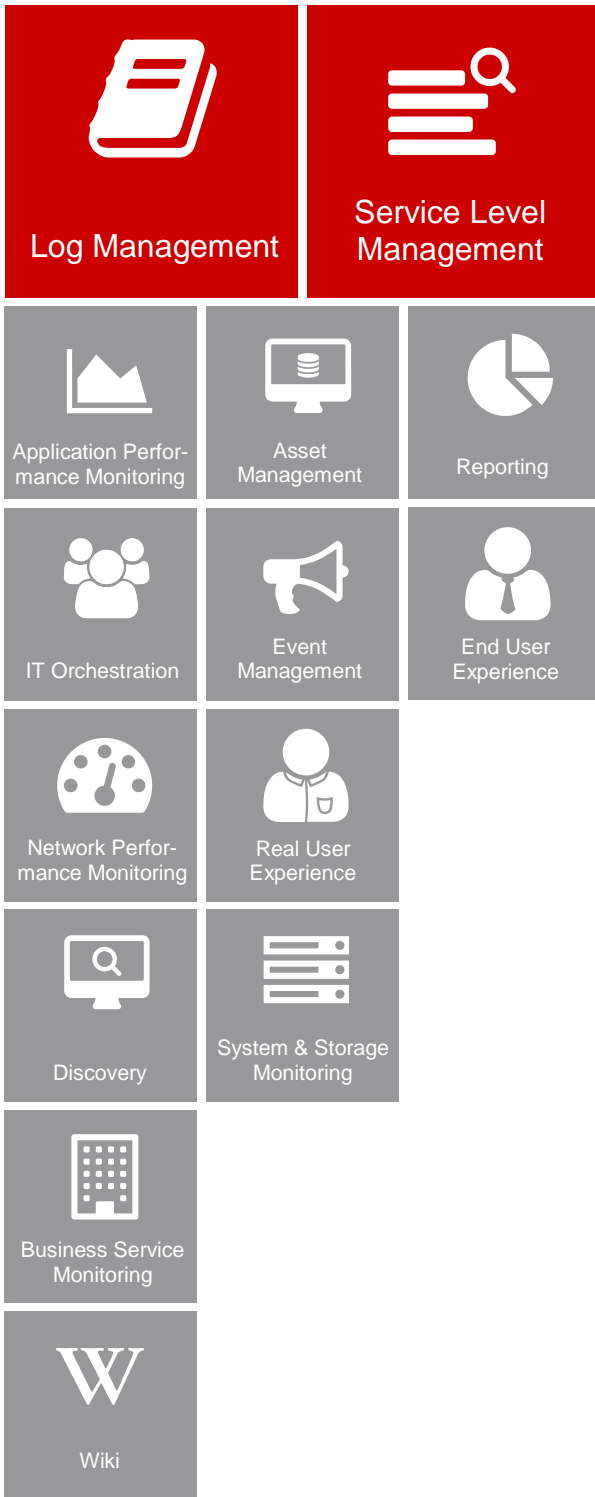 Log Management
Service Level
Management
Application Perfor-
mance Monitoring
Asset
Management
Reporting
IT Orchestration
Event
Management
End User
Experience
Network Perfor-
mance Monitoring
Real User
Experience
Discovery
System & Storage
Monitoring
Business Service
Monitoring
W
Wiki